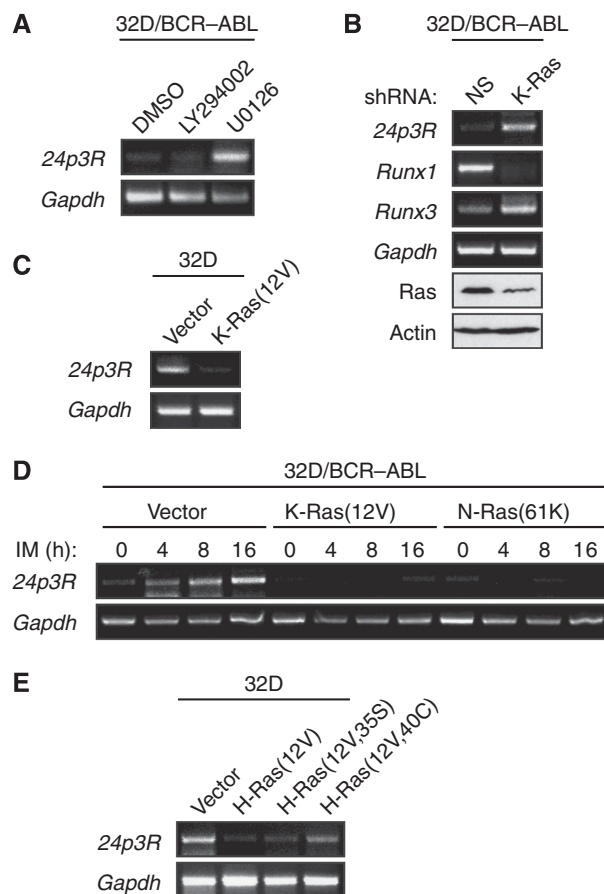 A
32D/BCR–ABL
DMSO
LY294002
U0126
24p3R
Gapdh
B
32D/BCR–ABL
shRNA: NS K-Ras
24p3R
Runx1
Runx3
Gapdh
Ras
Actin
C
32D
Vector
K-Ras(12V)
24p3R
Gapdh
D
32D/BCR–ABL
Vector K-Ras(12V) N-Ras(61K)
IM (h): 0 4 8 16 0 4 8 16 0 4 8 16
24p3R
Gapdh
E
32D
Vector
H-Ras(12V)
H-Ras(12V,35S)
H-Ras(12V,40C)
24p3R
Gapdh